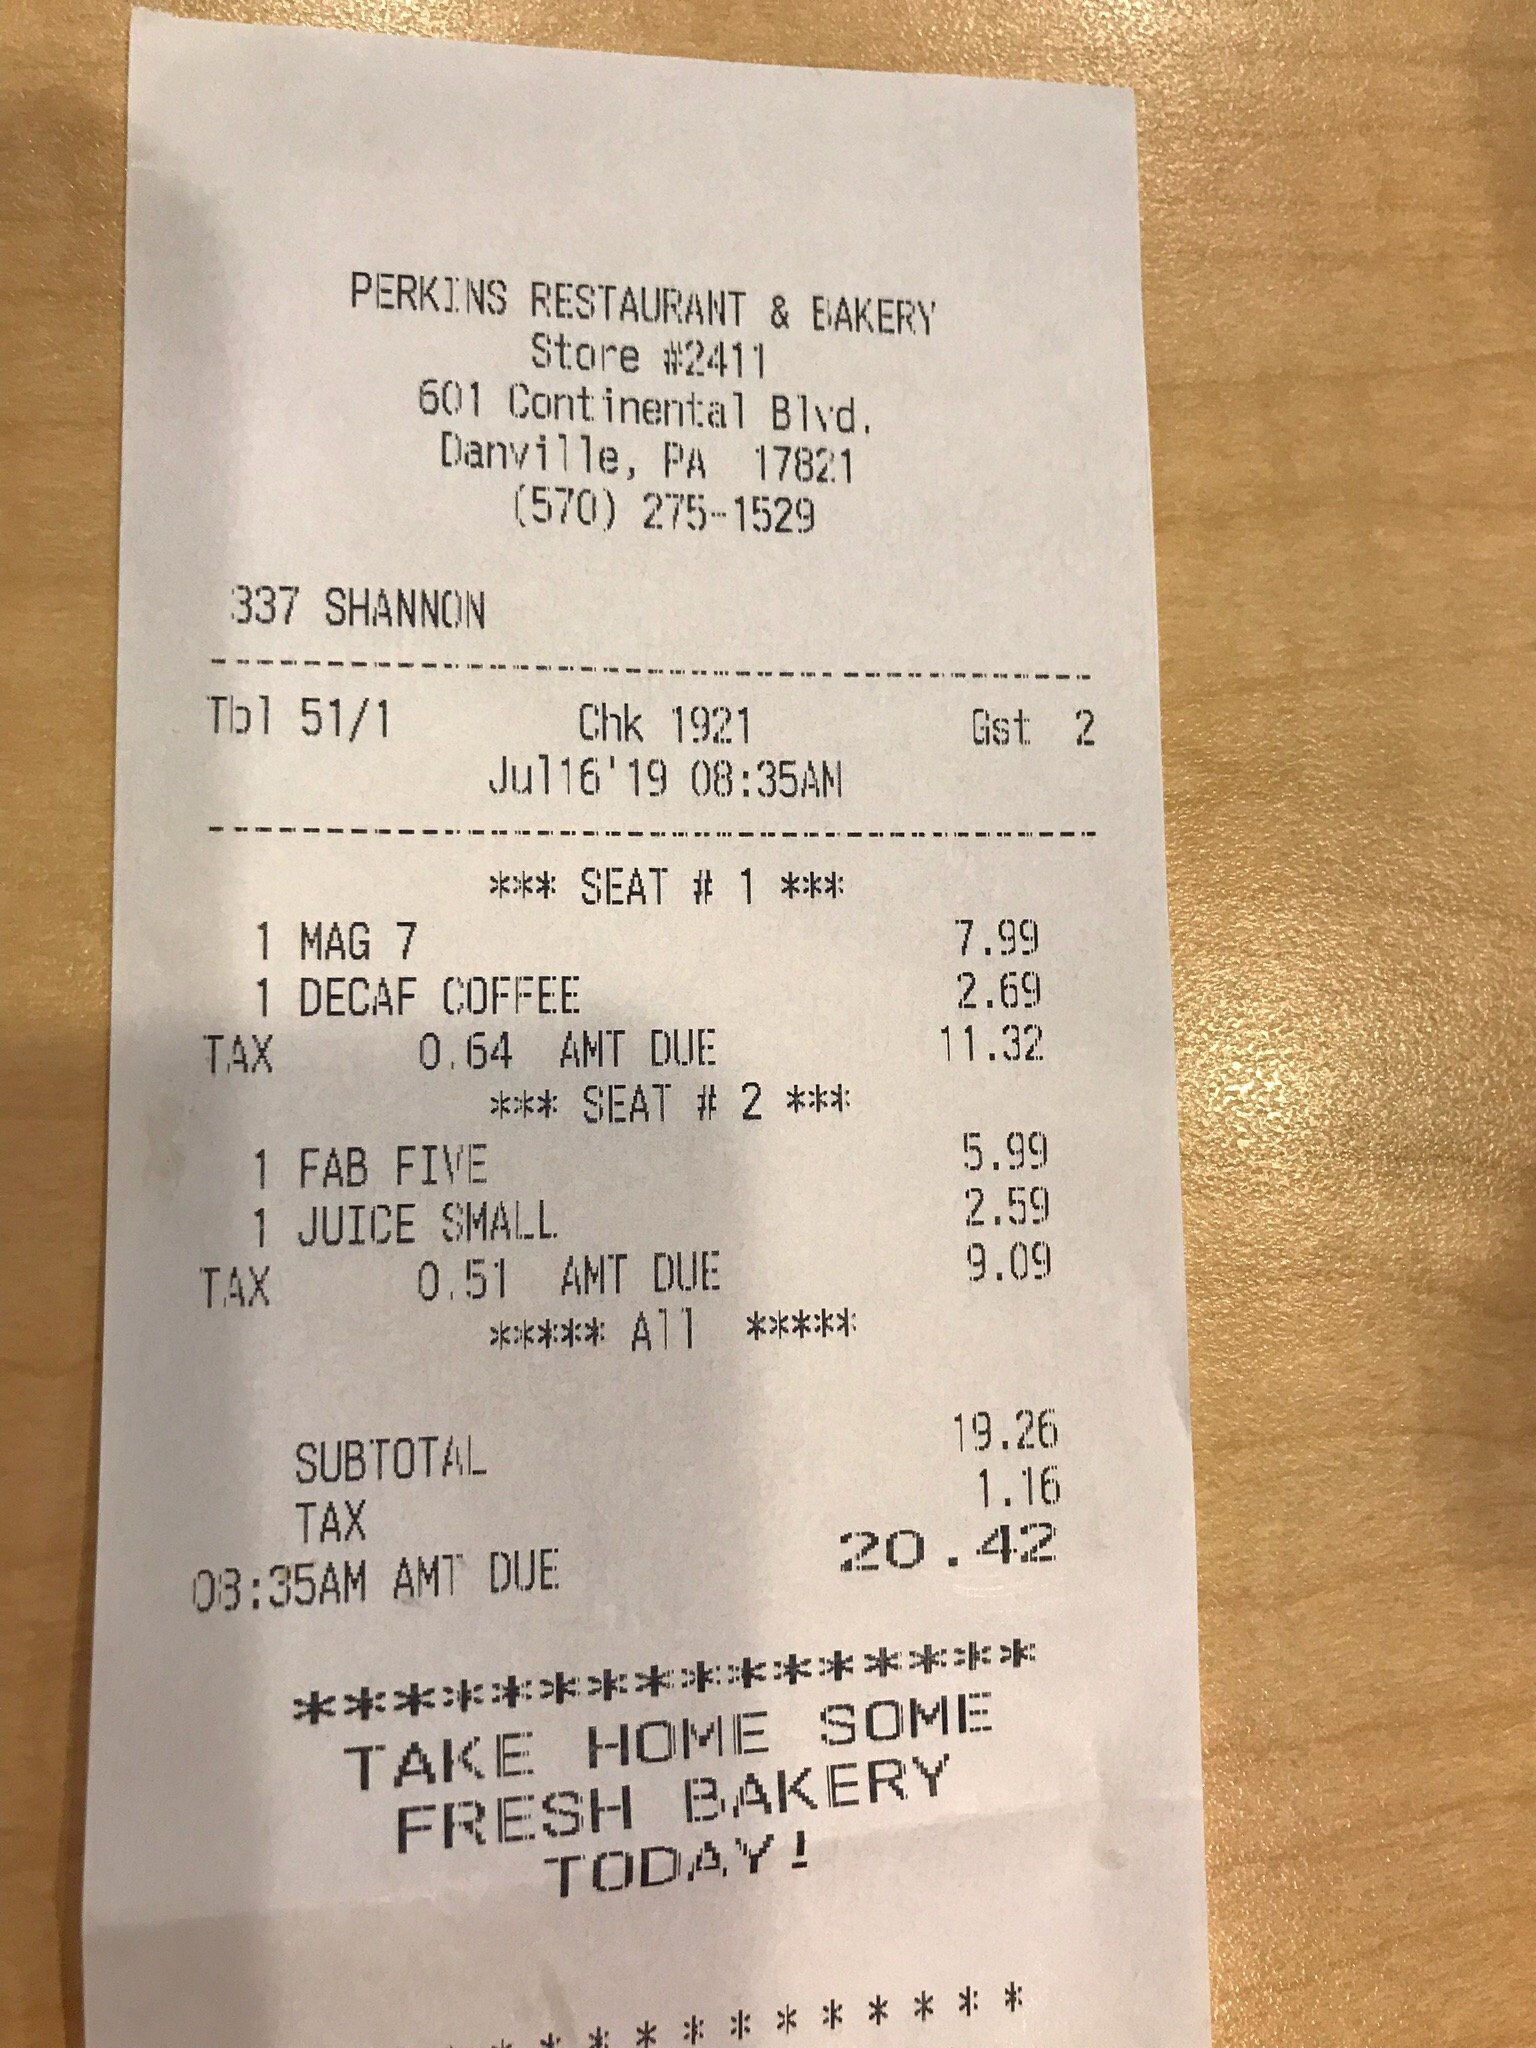 PERKINS RESTAURANT & BAKERY
Store #2411
601 Continental Blvd.
Danville, PA 17821
(570) 275-1529
337 SHANNON
Tbl 51/1 Chk 1921 Gst 2
Jul16'19 08:35AM
*** SEAT # 1 ***
1 MAG 7 7.99
1 DECAF COFFEE 2.69
TAX 0.64 AMT DUE 11.32
*** SEAT # 2 ***
1 FAB FIVE 5.99
1 JUICE SMALL 2.59
TAX 0.51 AMT DUE 9.09
***** All *****
SUBTOTAL 19.26
TAX 1.16
08:35AM AMT DUE 20.42
****************
TAKE HOME SOME
FRESH BAKERY
TODAY!